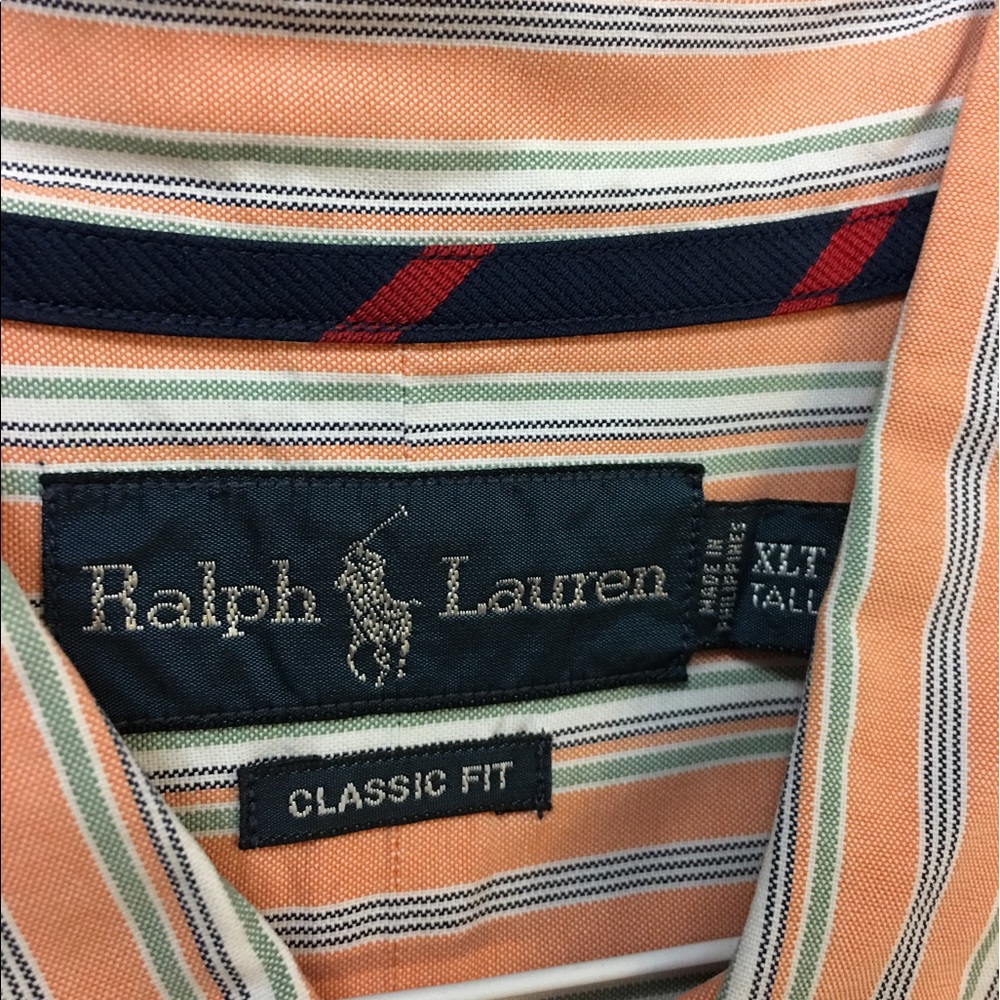 Ralph Lauren
MADE IN
PHILIPPINES
XLT
TALL
CLASSIC FIT